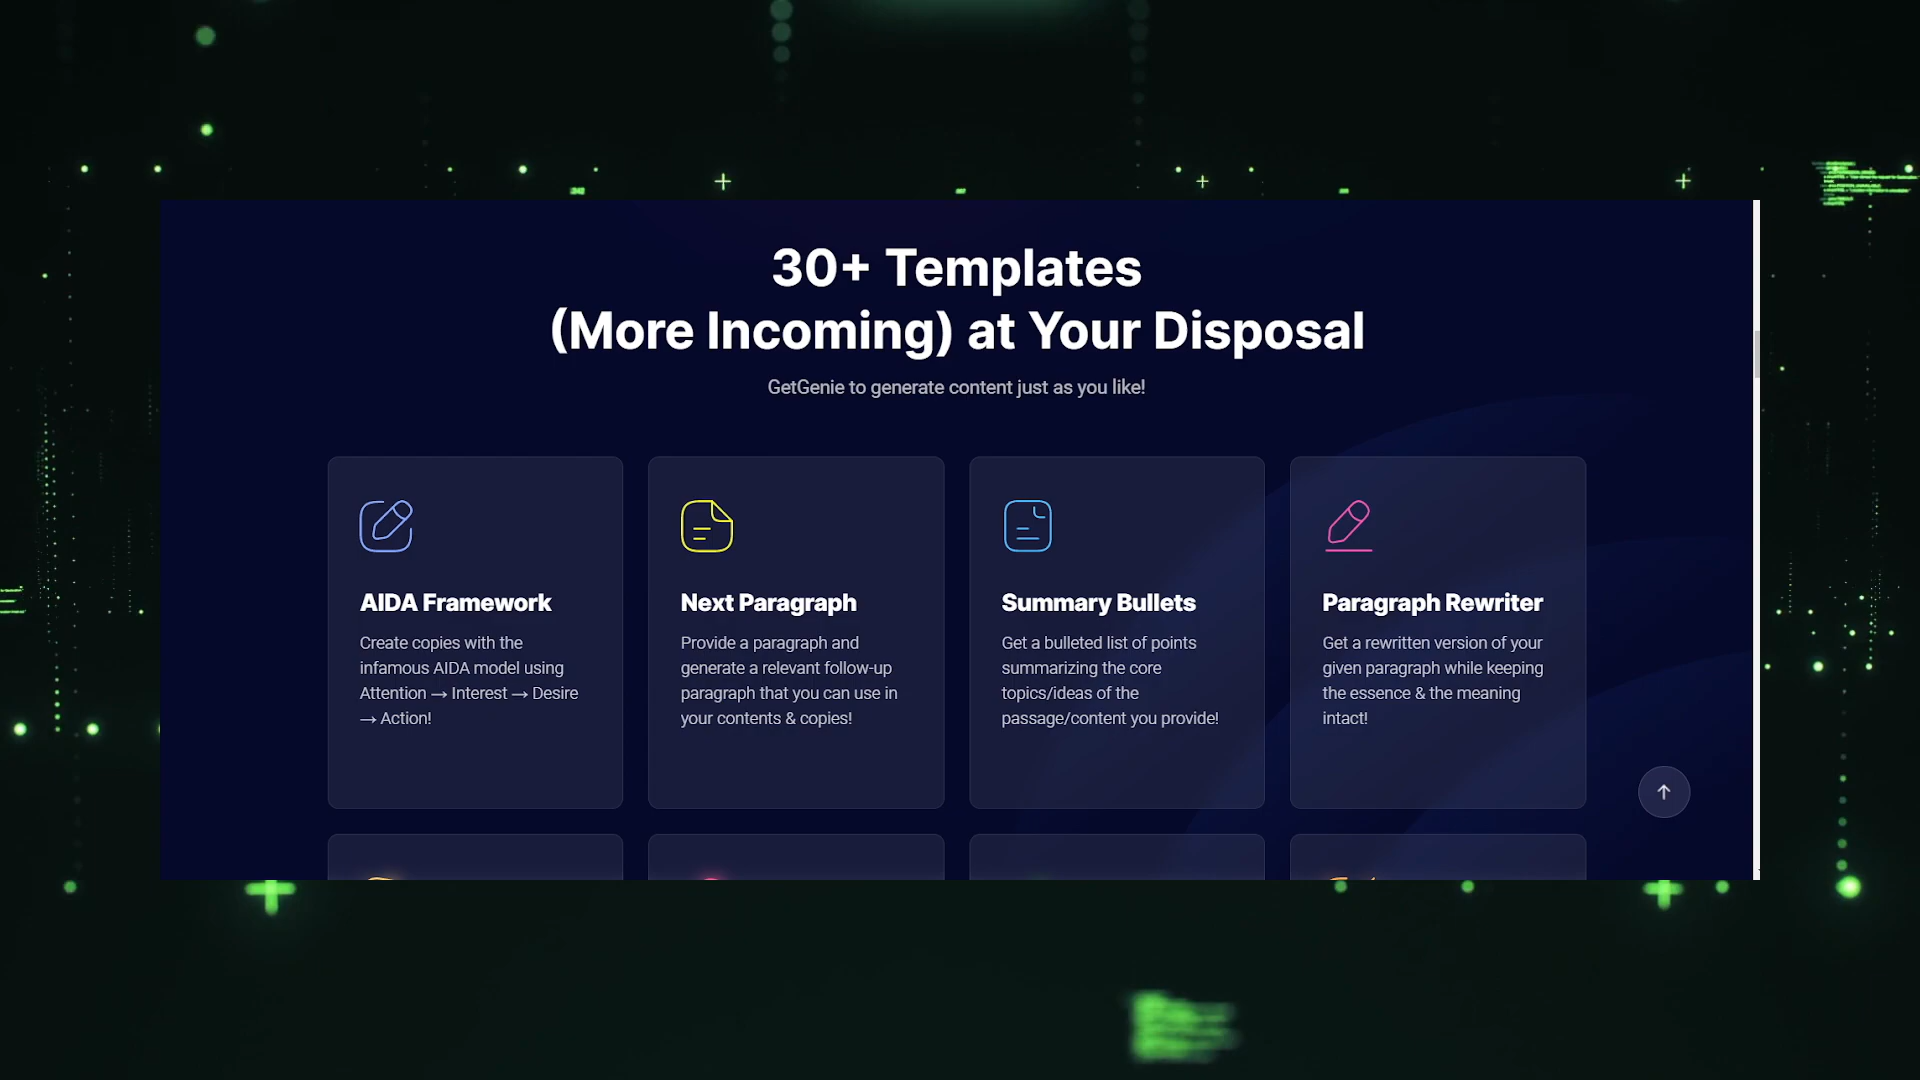 30+ Templates
(More Incoming) at Your Disposal
GetGenie to generate content just as you like!
AIDA Framework
Create copies with the
infamous AIDA model using
Attention → Interest → Desire
→ Action!
Next Paragraph
Provide a paragraph and
generate a relevant follow-up
paragraph that you can use in
your contents & copies!
Summary Bullets
Get a bulleted list of points
summarizing the core
topics/ideas of the
passage/content you provide!
Paragraph Rewriter
Get a rewritten version of your
given paragraph while keeping
the essence & the meaning
intact!